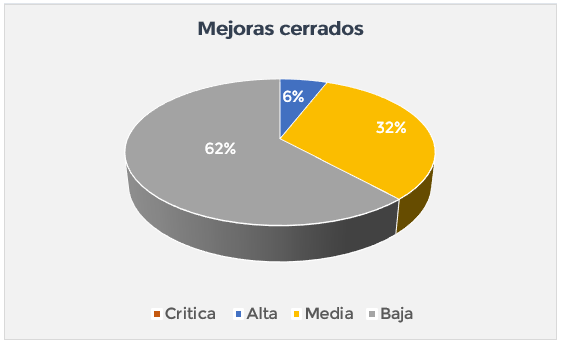 Mejoras cerrados
6%
32%
62%
Critica Alta Media Baja